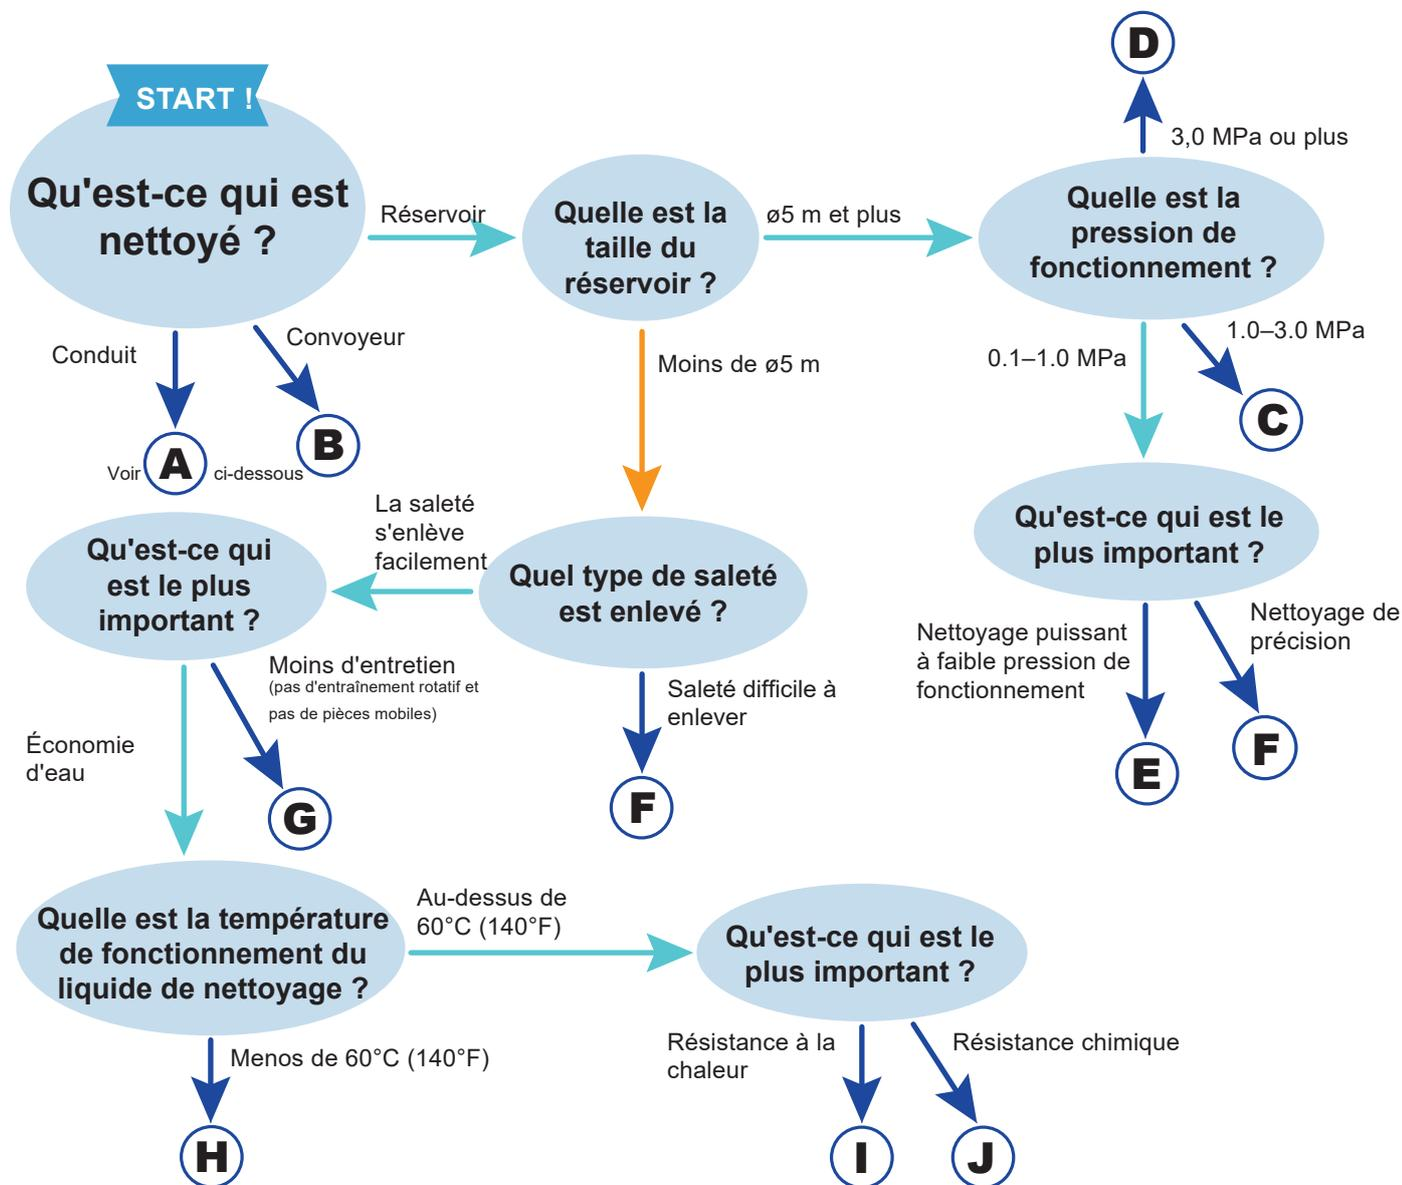 START !
Qu'est-ce qui est
nettoyé ?
Réservoir
Quelle est la
taille du
réservoir ?
ø5 m et plus
Quelle est la
pression de
fonctionnement ?
3,0 MPa ou plus
D
Conduit
Convoyeur
Voir
A
ci-dessous
B
Moins de ø5 m
0.1–1.0 MPa
1.0–3.0 MPa
C
Qu'est-ce qui est le
plus important ?
Nettoyage puissant
à faible pression de
fonctionnement
Nettoyage de
précision
E
F
Quel type de saleté
est enlevé ?
La saleté
s'enlève
facilement
Saleté difficile à
enlever
F
Qu'est-ce qui
est le plus
important ?
Moins d'entretien
(pas d'entraînement rotatif et
pas de pièces mobiles)
G
Économie
d'eau
Quelle est la température
de fonctionnement du
liquide de nettoyage ?
Au-dessus de
60°C (140°F)
Menos de 60°C (140°F)
H
Qu'est-ce qui est le
plus important ?
Résistance à la
chaleur
Résistance chimique
I
J